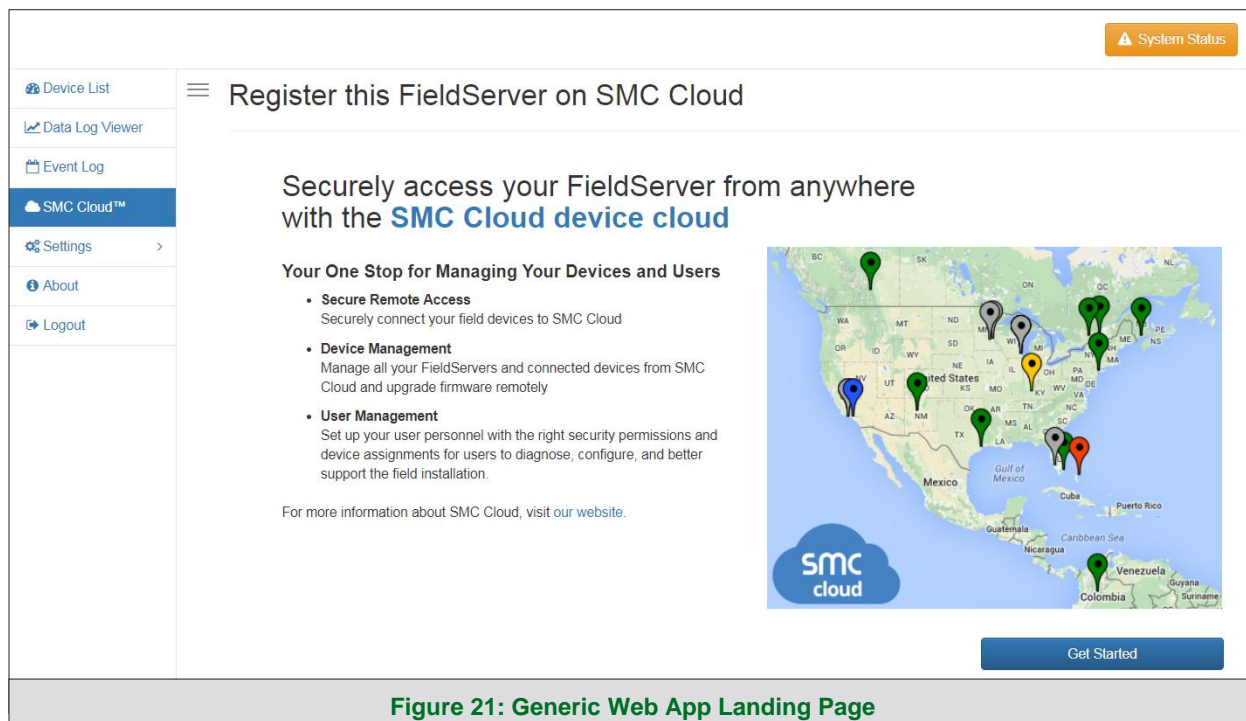 System Status
Device List
Data Log Viewer
Event Log
SMC Cloud™
Settings
About
Logout
Register this FieldServer on SMC Cloud
Securely access your FieldServer from anywhere
with the SMC Cloud device cloud
Your One Stop for Managing Your Devices and Users
• Secure Remote Access
Securely connect your field devices to SMC Cloud
• Device Management
Manage all your FieldServers and connected devices from SMC
Cloud and upgrade firmware remotely
• User Management
Set up your user personnel with the right security permissions and
device assignments for users to diagnose, configure, and better
support the field installation.
For more information about SMC Cloud, visit our website.
BC
SK
ON
QC
NL
WA
MT
ND
WI
MI
ME
PE
NS
OR
ID
WY
SD
IA
NE
IL
OH
PA
MA
NV
UT
United States
KS
MO
KY
WV
VA
MD
DE
AZ
NM
OK
AR
TN
NC
SC
TX
LA
MS
AL
Gulf of
Mexico
Mexico
Cuba
Puerto Rico
Guatemala
Caribbean Sea
Nicaragua
Venezuela
Guyana
Suriname
Colombia
smc
cloud
Get Started
Figure 21: Generic Web App Landing Page